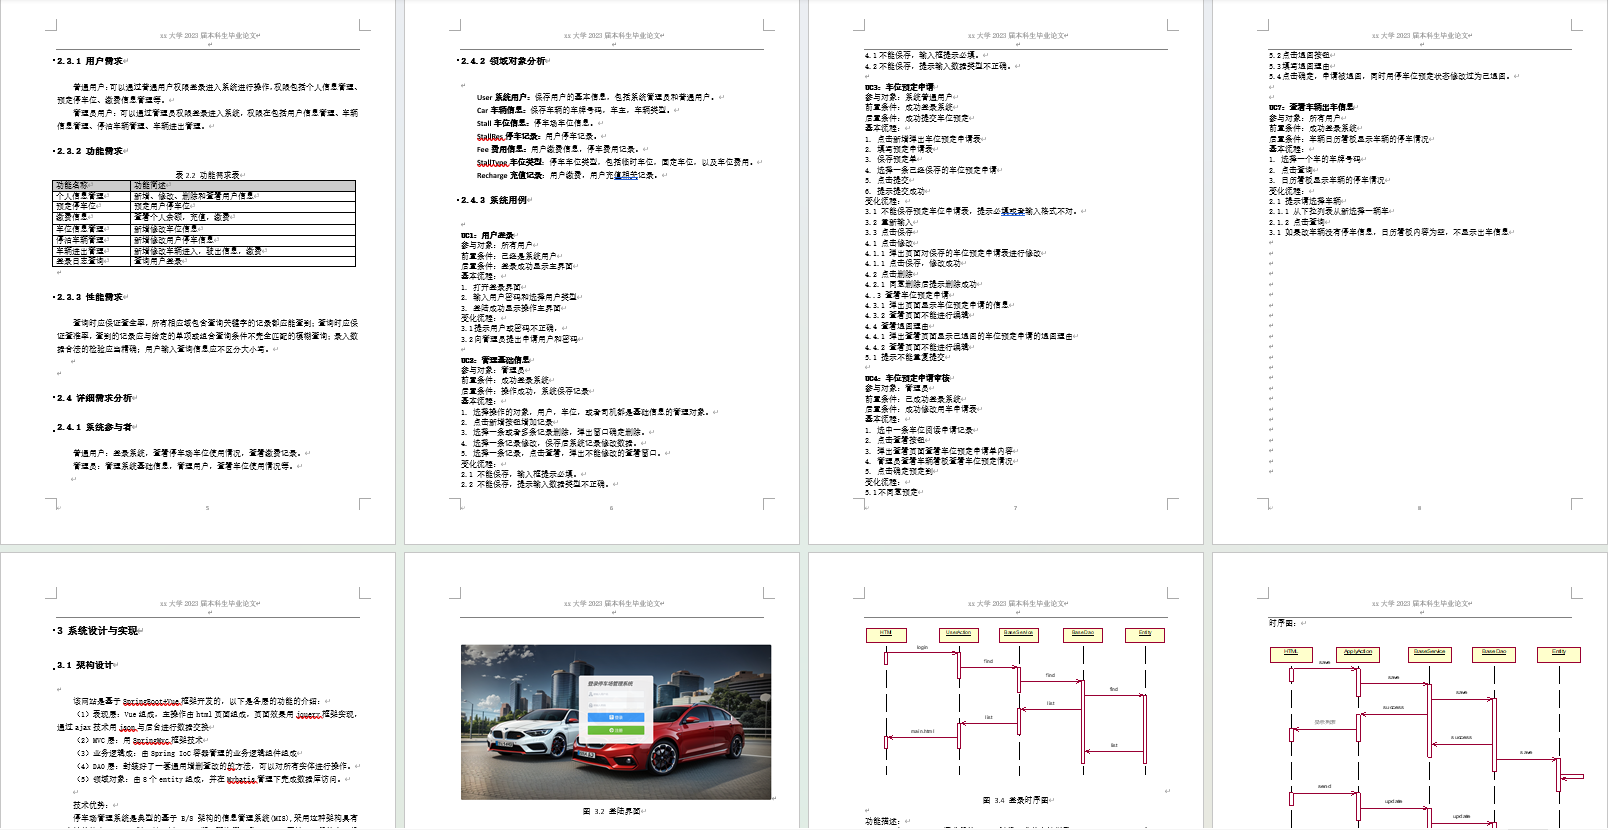 xx 大学 2023 届本科生毕业论文
2.2.1 用户需求
普通用户：可以通过普通用户权限登录进入系统进行操作，权限包括个人信息管理、
预定停车位、缴费信息管理等。
管理员用户：可以通过管理员权限登录进入系统，权限在包括用户信息管理、车辆
信息管理、停泊车辆管理、车辆进出管理。
2.2.2 功能需求
表 2.2 功能需求表
功能名称 功能简述
个人信息管理 新增、修改、删除和查看用户信息
预定停车位 预定用户停车位
缴费信息 查看个人余额，充值，缴费
车位信息管理 新增修改车位信息
停泊车辆管理 新增修改用户停车信息
车辆进出管理 新增修改车辆进入，驶出信息，缴费
登录日志查询 查询用户登录
2.2.3 性能需求
查询时应保证查全率，所有相应域包含查询关键字的记录都应能查到；查询时应保
证查准率，查到的记录应与给定的单项或组合查询条件不完全匹配的模糊查询；录入数
据合法的检验应当精确；用户输入查询信息应不区分大小写。
2.4 详细需求分析
2.4.1 系统参与者
普通用户：登录系统，查看停车场车位使用情况，查看缴费记录。
管理员：管理系统基础信息，管理用户，查看车位使用情况等。
5
xx 大学 2023 届本科生毕业论文
2.4.2 领域对象分析
User 系统用户：保存用户的基本信息，包括系统管理员和普通用户。
Car 车辆信息：保存车辆的车牌号码，车主，车辆类型。
Stall 车位信息：停车场车位信息。
StallRes 停车记录：用户停车记录。
Fee 费用信息：用户缴费信息，停车费用记录。
StallType 车位类型：停车车位类型，包括临时车位，固定车位，以及车位费用。
Recharge 充值记录：用户缴费，用户充值相关记录。
2.4.3 系统用例
UC1：用户登录
参与对象：所有用户
前置条件：已经是系统用户
后置条件：登录成功显示主界面
基本流程：
1. 打开登录界面
2. 输入用户密码和选择用户类型
3. 登陆成功显示操作主界面
变化流程：
3.1提示用户或密码不正确，
3.2向管理员提出申请用户和密码
UC2：管理基础信息
参与对象：管理员
前置条件：成功登录系统
后置条件：操作成功，系统保存记录
基本流程：
1. 选择操作的对象，用户，车位，或者司机都是基础信息的管理对象。
2. 点击新增按钮增加记录
3. 选择一条或者多条记录删除，弹出窗口确定删除。
4. 选择一条记录修改，保存后系统记录修改数据。
5. 选择一条记录，点击查看，弹出不能修改的查看窗口。
变化流程：
2.1 不能保存，输入框提示必填。
2.2 不能保存，提示输入数据类型不正确。
6
xx 大学 2023 届本科生毕业论文
4.1 不能保存，输入框提示必填。
4.2 不能保存，提示输入数据类型不正确。
UC3：车位预定申请
参与对象：系统普通用户
前置条件：成功登录系统
后置条件：成功提交车位预定
基本流程：
1. 点击新增弹出车位预定申请表
2. 填写预定申请表
3. 保存预定单
4. 选择一条已经保存的车位预定申请
5. 点击提交
6. 提示提交成功
变化流程：
3.1 不能保存预定车位申请表，提示必填或者输入格式不对。
3.2 重新输入
3.3 点击保存
4.1 点击修改
4.1.1 弹出页面对保存的车位预定申请表进行修改
4.1.1 点击保存，修改成功
4.2 点击删除
4.2.1 同意删除后提示删除成功
4..3 查看车位预定申请
4.3.1 弹出页面显示车位预定申请的信息
4.3.2 查看页面不能进行编辑
4.4 查看退回理由
4.4.1 弹出查看页面显示已退回的车位预定申请的退回理由
4.4.2 查看页面不能进行编辑
5.1 提示不能重复提交
UC4：车位预定申请审核
参与对象：管理员
前置条件：已成功登录系统
后置条件：成功修改用车申请表
基本流程：
1. 选中一条车位阅读申请记录
2. 点击查看按钮
3. 弹出查看页面查看车位预定申请单内容
4. 管理员查看车辆看板查看车位预定情况
5. 点击确定预定到
变化流程：
5.1不同意预定
7
xx 大学 2023 届本科生毕业论文
5.2点击退回按钮
5.3填写退回理由
5.4点击确定，申请被退回，同时用停车位预定状态修改过为已退回。
UC7：查看车辆出车信息
参与对象：所有用户
前置条件：成功登录系统
后置条件：车辆日历看板显示车辆的停车情况
基本流程：
1. 选择一个车的车牌号码
2. 点击查询
3. 日历看板显示车辆的停车情况
变化流程：
2.1 提示请选择车辆
2.1.1 从下拉列表从新选择一辆车
2.1.2 点击查询
3.1 如果改车辆没有停车信息，日历看板内容为空，不显示出车信息
8
xx 大学 2023 届本科生毕业论文
3 系统设计与实现
3.1 架构设计
该网站是基于 SpringBoot+Vue 框架开发的，以下是各层的功能的介绍：
（1）表现层：Vue 组成，主操作由 html 页面组成，页面效果用 jquery 框架实现，
通过 ajax 技术用 json 与后台进行数据交换
（2）MVC 层：用 SpringMvc 框架技术
（3）业务逻辑成：由 Spring IoC 容器管理的业务逻辑组件组成
（4）DAO 层：封装好了一套通用增删查改的的方法，可以对所有实体进行操作。
（5）领域对象：由 8 个 entity 组成，并在 Mybatis 管理下完成数据库访问。
技术优势：
停车场管理系统是典型的基于 B/S 架构的信息管理系统(MIS)，采用这种架构具有
xx 大学 2023 届本科生毕业论文
登录停车场管理系统
图 3.2 登陆界面
xx 大学 2023 届本科生毕业论文
HTML UserAction BaseService BaseDao Entity
login
find
find
find
list
list
main.html
list
图 3.4 登录时序图
功能描述：
xx 大学 2023 届本科生毕业论文
时序图：
HTML ApplyAction BaseService Base Dao Entity
save
save
save
success
success
save
send
update
update